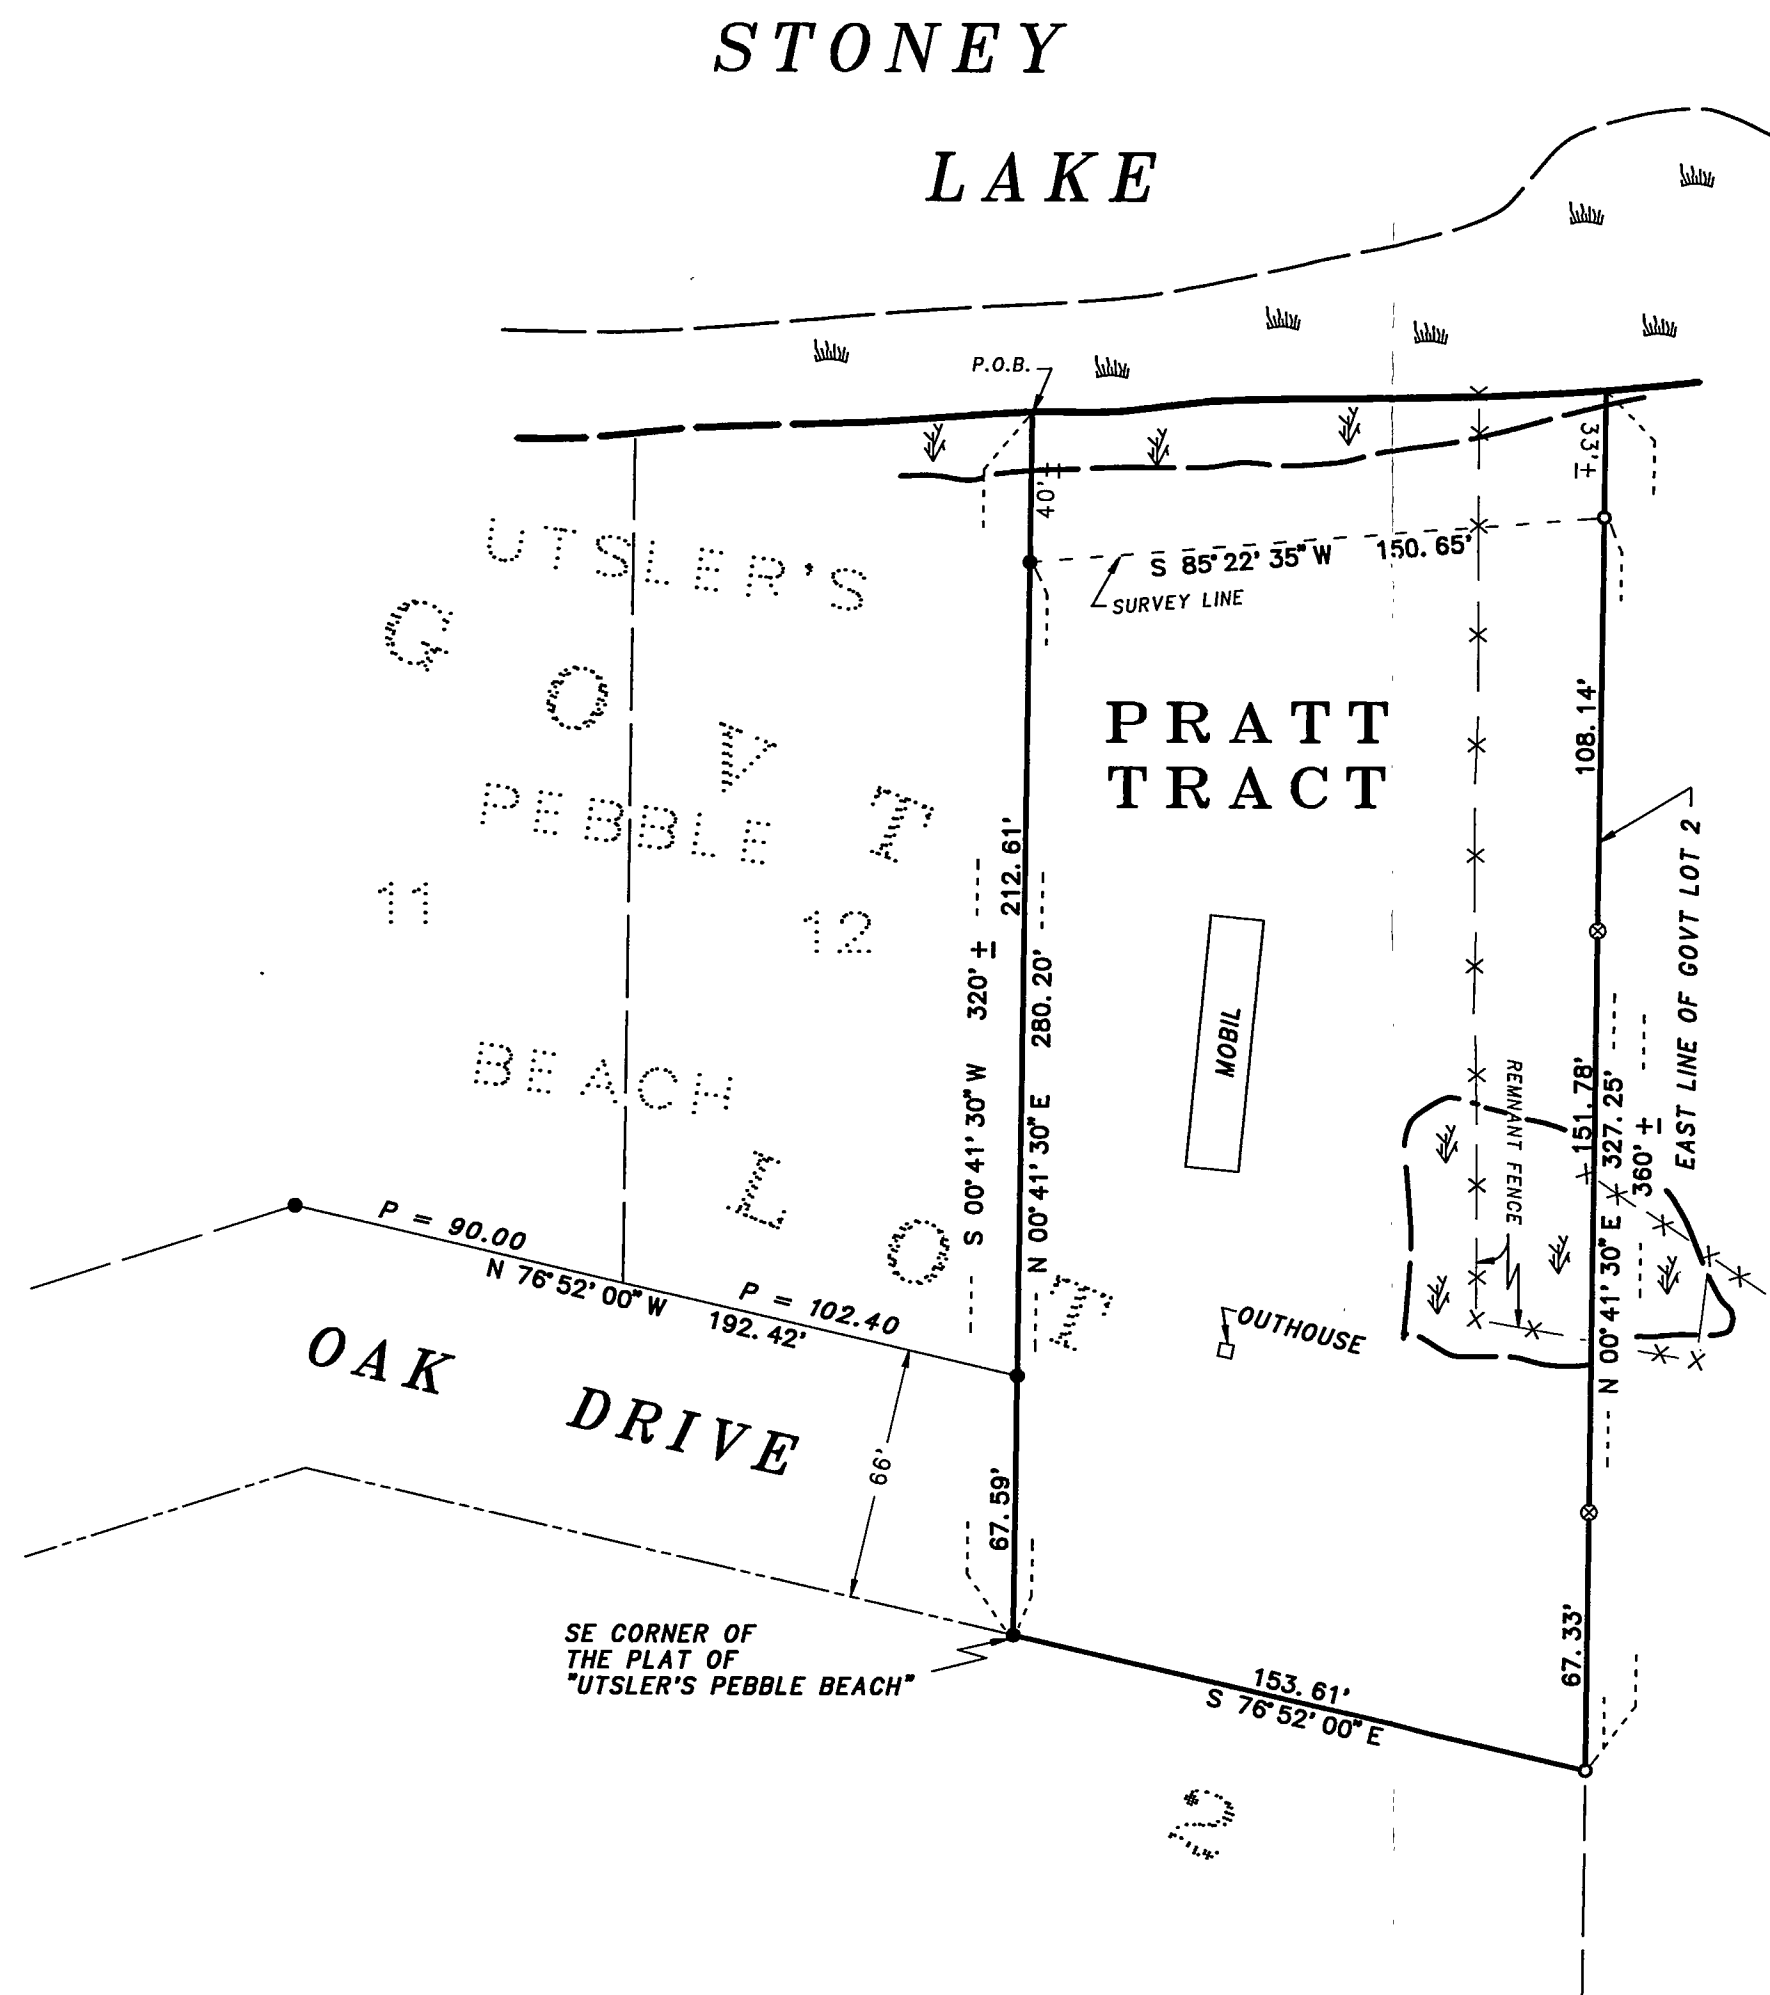 STONEY
LAKE
P.O.B.
33'±
40'±
S 85°22'35" W 150.65'
SURVEY LINE
UTSLER'S
GOVT
PEBBLE
11
12
BEACH
LOT
2
PRATT
TRACT
108.14'
212.61'
S 00°41'30" W 320'±
N 00°41'30" E 280.20'
MOBIL
REMNANT FENCE
151.78'
N 00°41'30" E 327.25'
360'±
EAST LINE OF GOVT LOT 2
P = 90.00
N 76°52'00" W 192.42'
P = 102.40
OUTHOUSE
OAK DRIVE
66'
67.59'
67.33'
SE CORNER OF
THE PLAT OF
"UTSLER'S PEBBLE BEACH"
153.61'
S 76°52'00" E